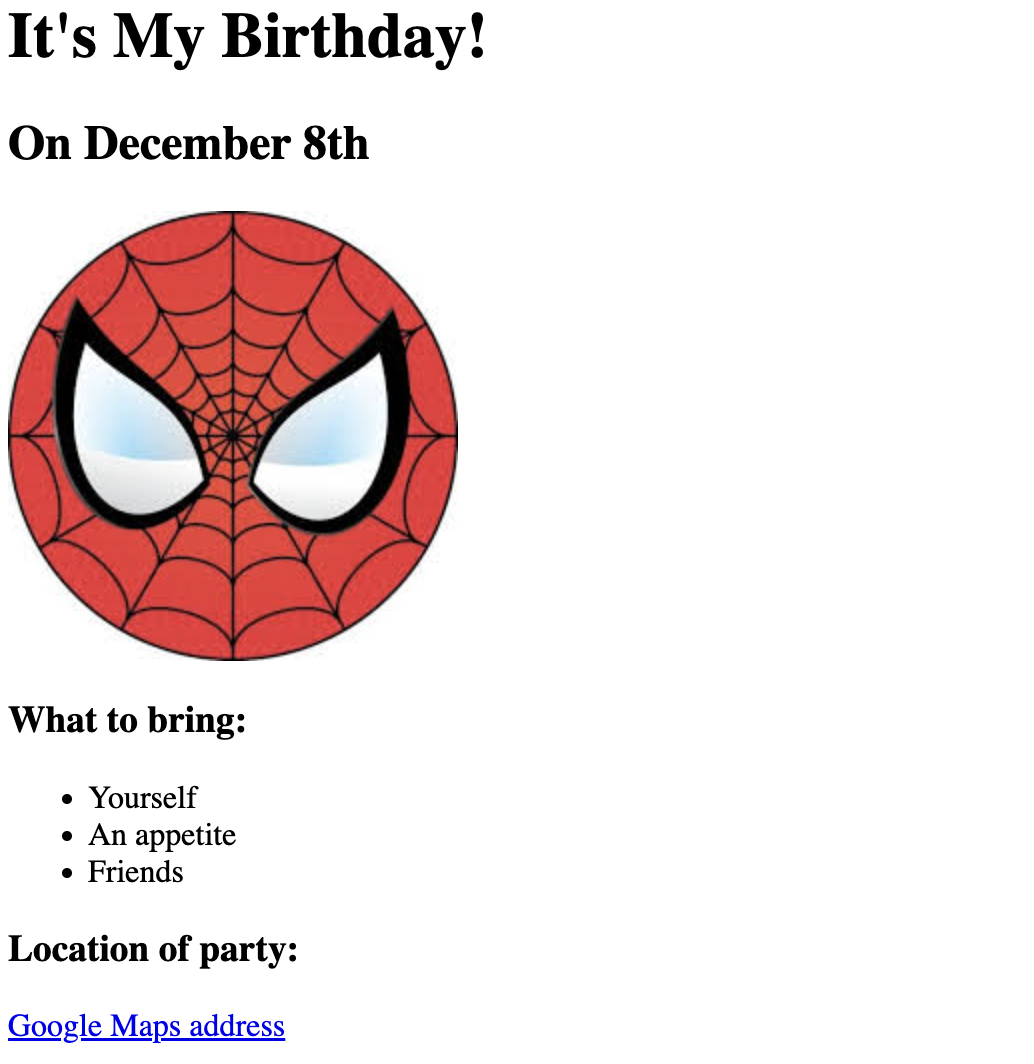 It's My Birthday!
On December 8th
What to bring:
Yourself
An appetite
Friends
Location of party:
Google Maps address